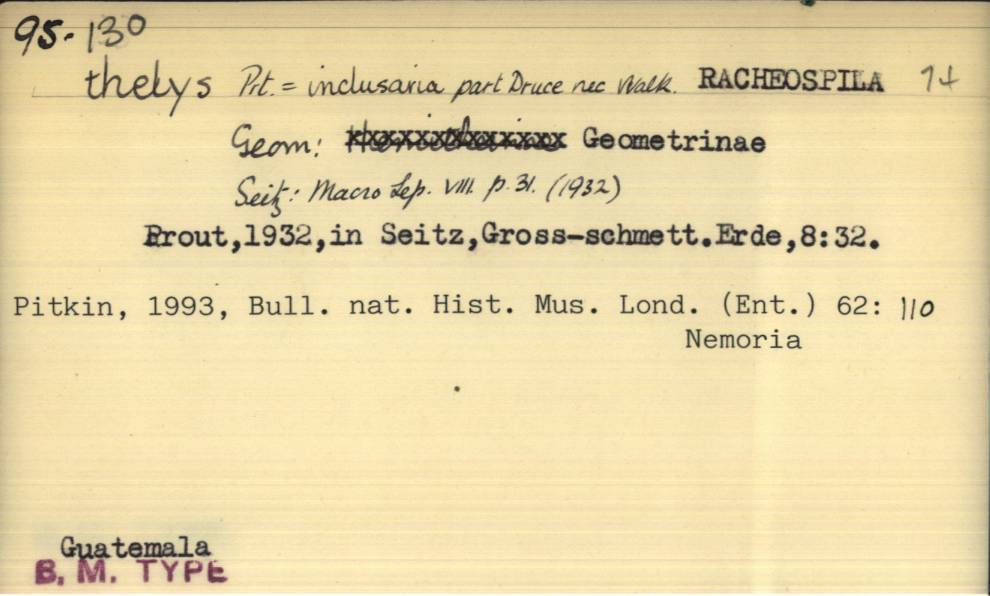 95-130
thelys Prt. = inclusaria part Druce nec Walk. RACHEOSPILA 74
Geom: Geometrinae
Seitz: Macro Lep. VIII. p. 31. (1932)
Prout,1932,in Seitz,Gross-schmett.Erde,8:32.
Pitkin, 1993, Bull. nat. Hist. Mus. Lond. (Ent.) 62: 110
Nemoria
Guatemala
B. M. TYPE